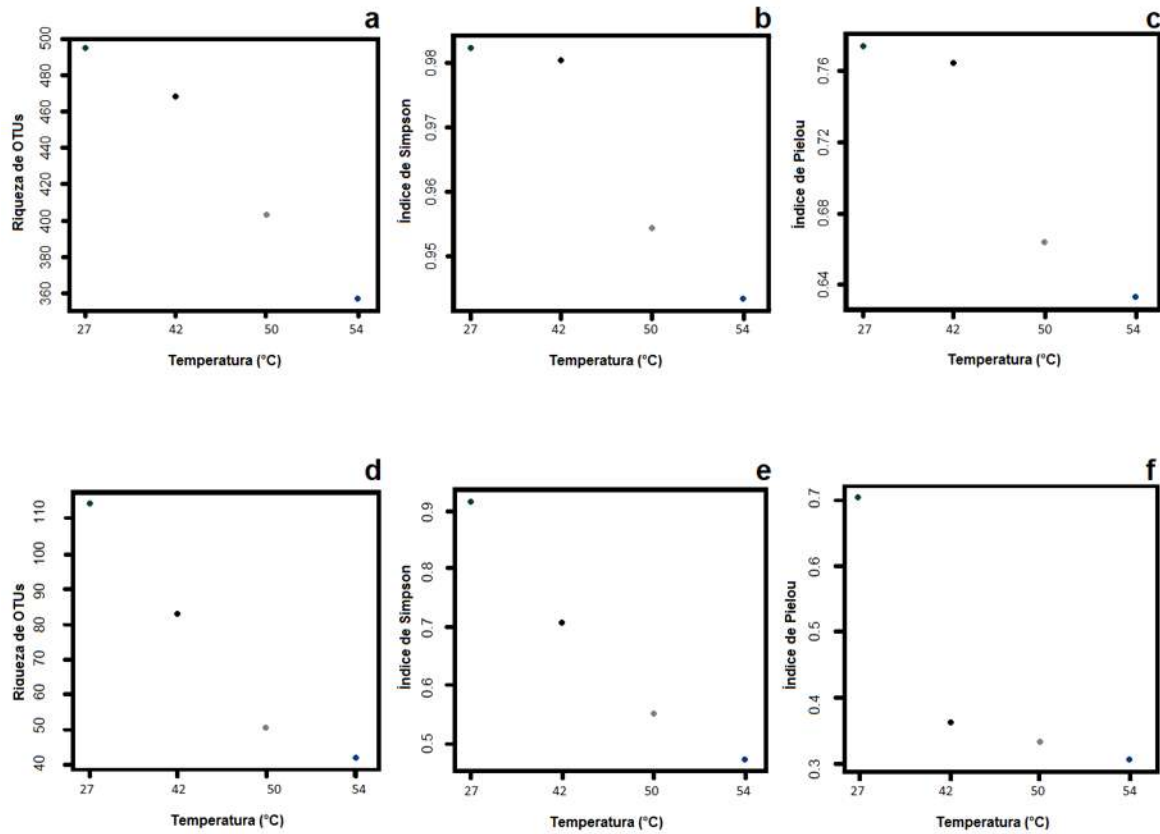 a
500
480
460
440
420
400
380
360
Riqueza de OTUs
27 42 50 54
Temperatura (°C)
b
0.98
0.97
0.96
0.95
Índice de Simpson
27 42 50 54
Temperatura (°C)
c
0.76
0.72
0.68
0.64
Índice de Pielou
27 42 50 54
Temperatura (°C)
d
110
100
90
80
70
60
50
40
Riqueza de OTUs
27 42 50 54
Temperatura (°C)
e
0.9
0.8
0.7
0.6
0.5
Índice de Simpson
27 42 50 54
Temperatura (°C)
f
0.7
0.6
0.5
0.4
0.3
Índice de Pielou
27 42 50 54
Temperatura (°C)